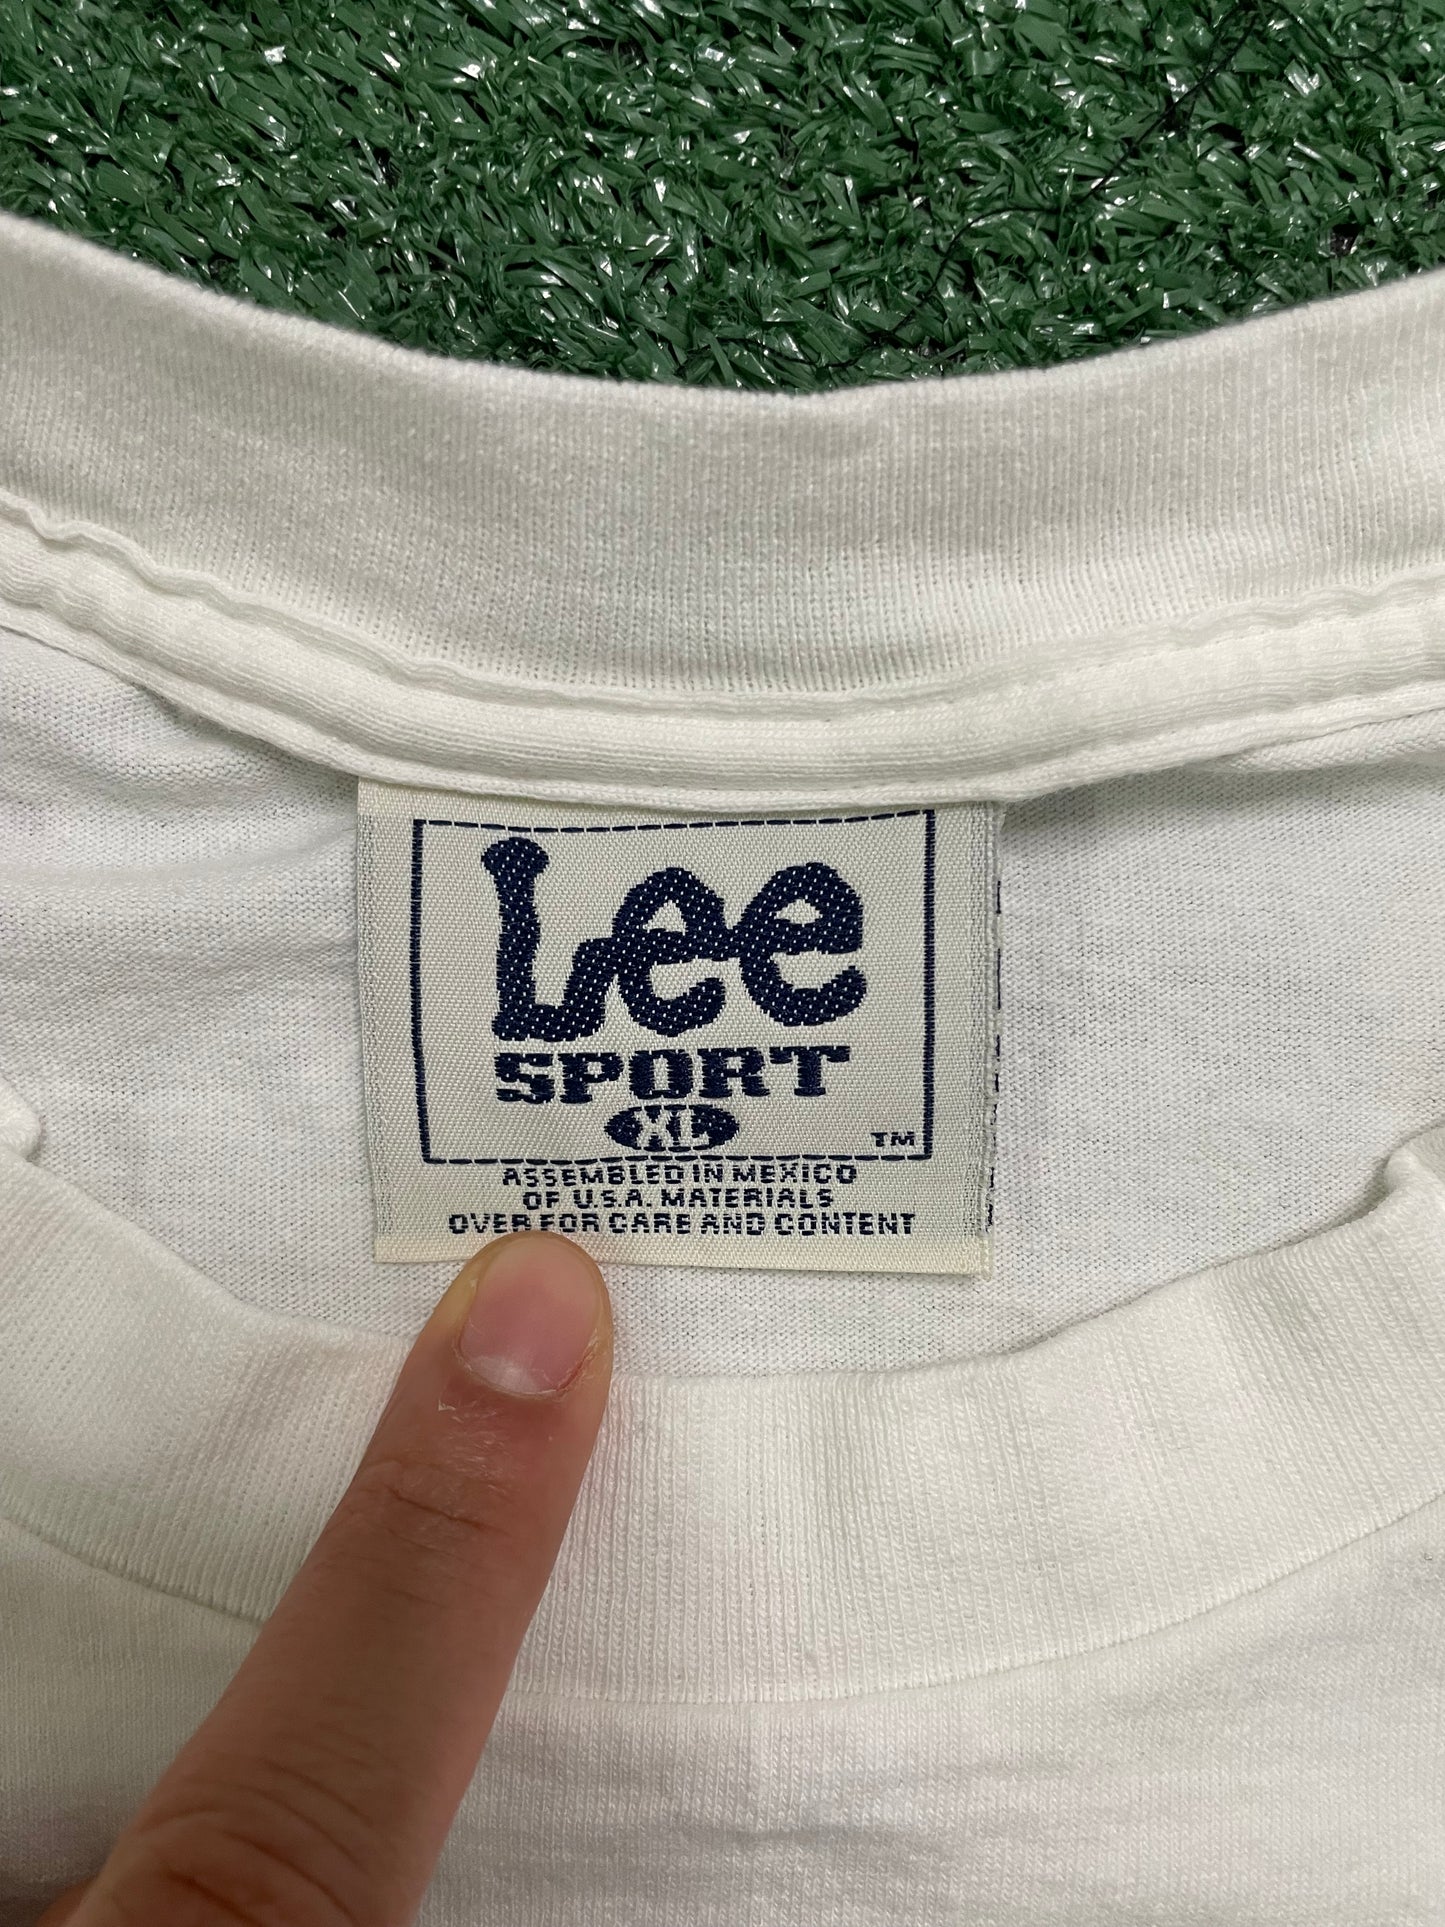 Lee
SPORT
XL
TM
ASSEMBLED IN MEXICO
OF U.S.A. MATERIALS
OVER FOR CARE AND CONTENT